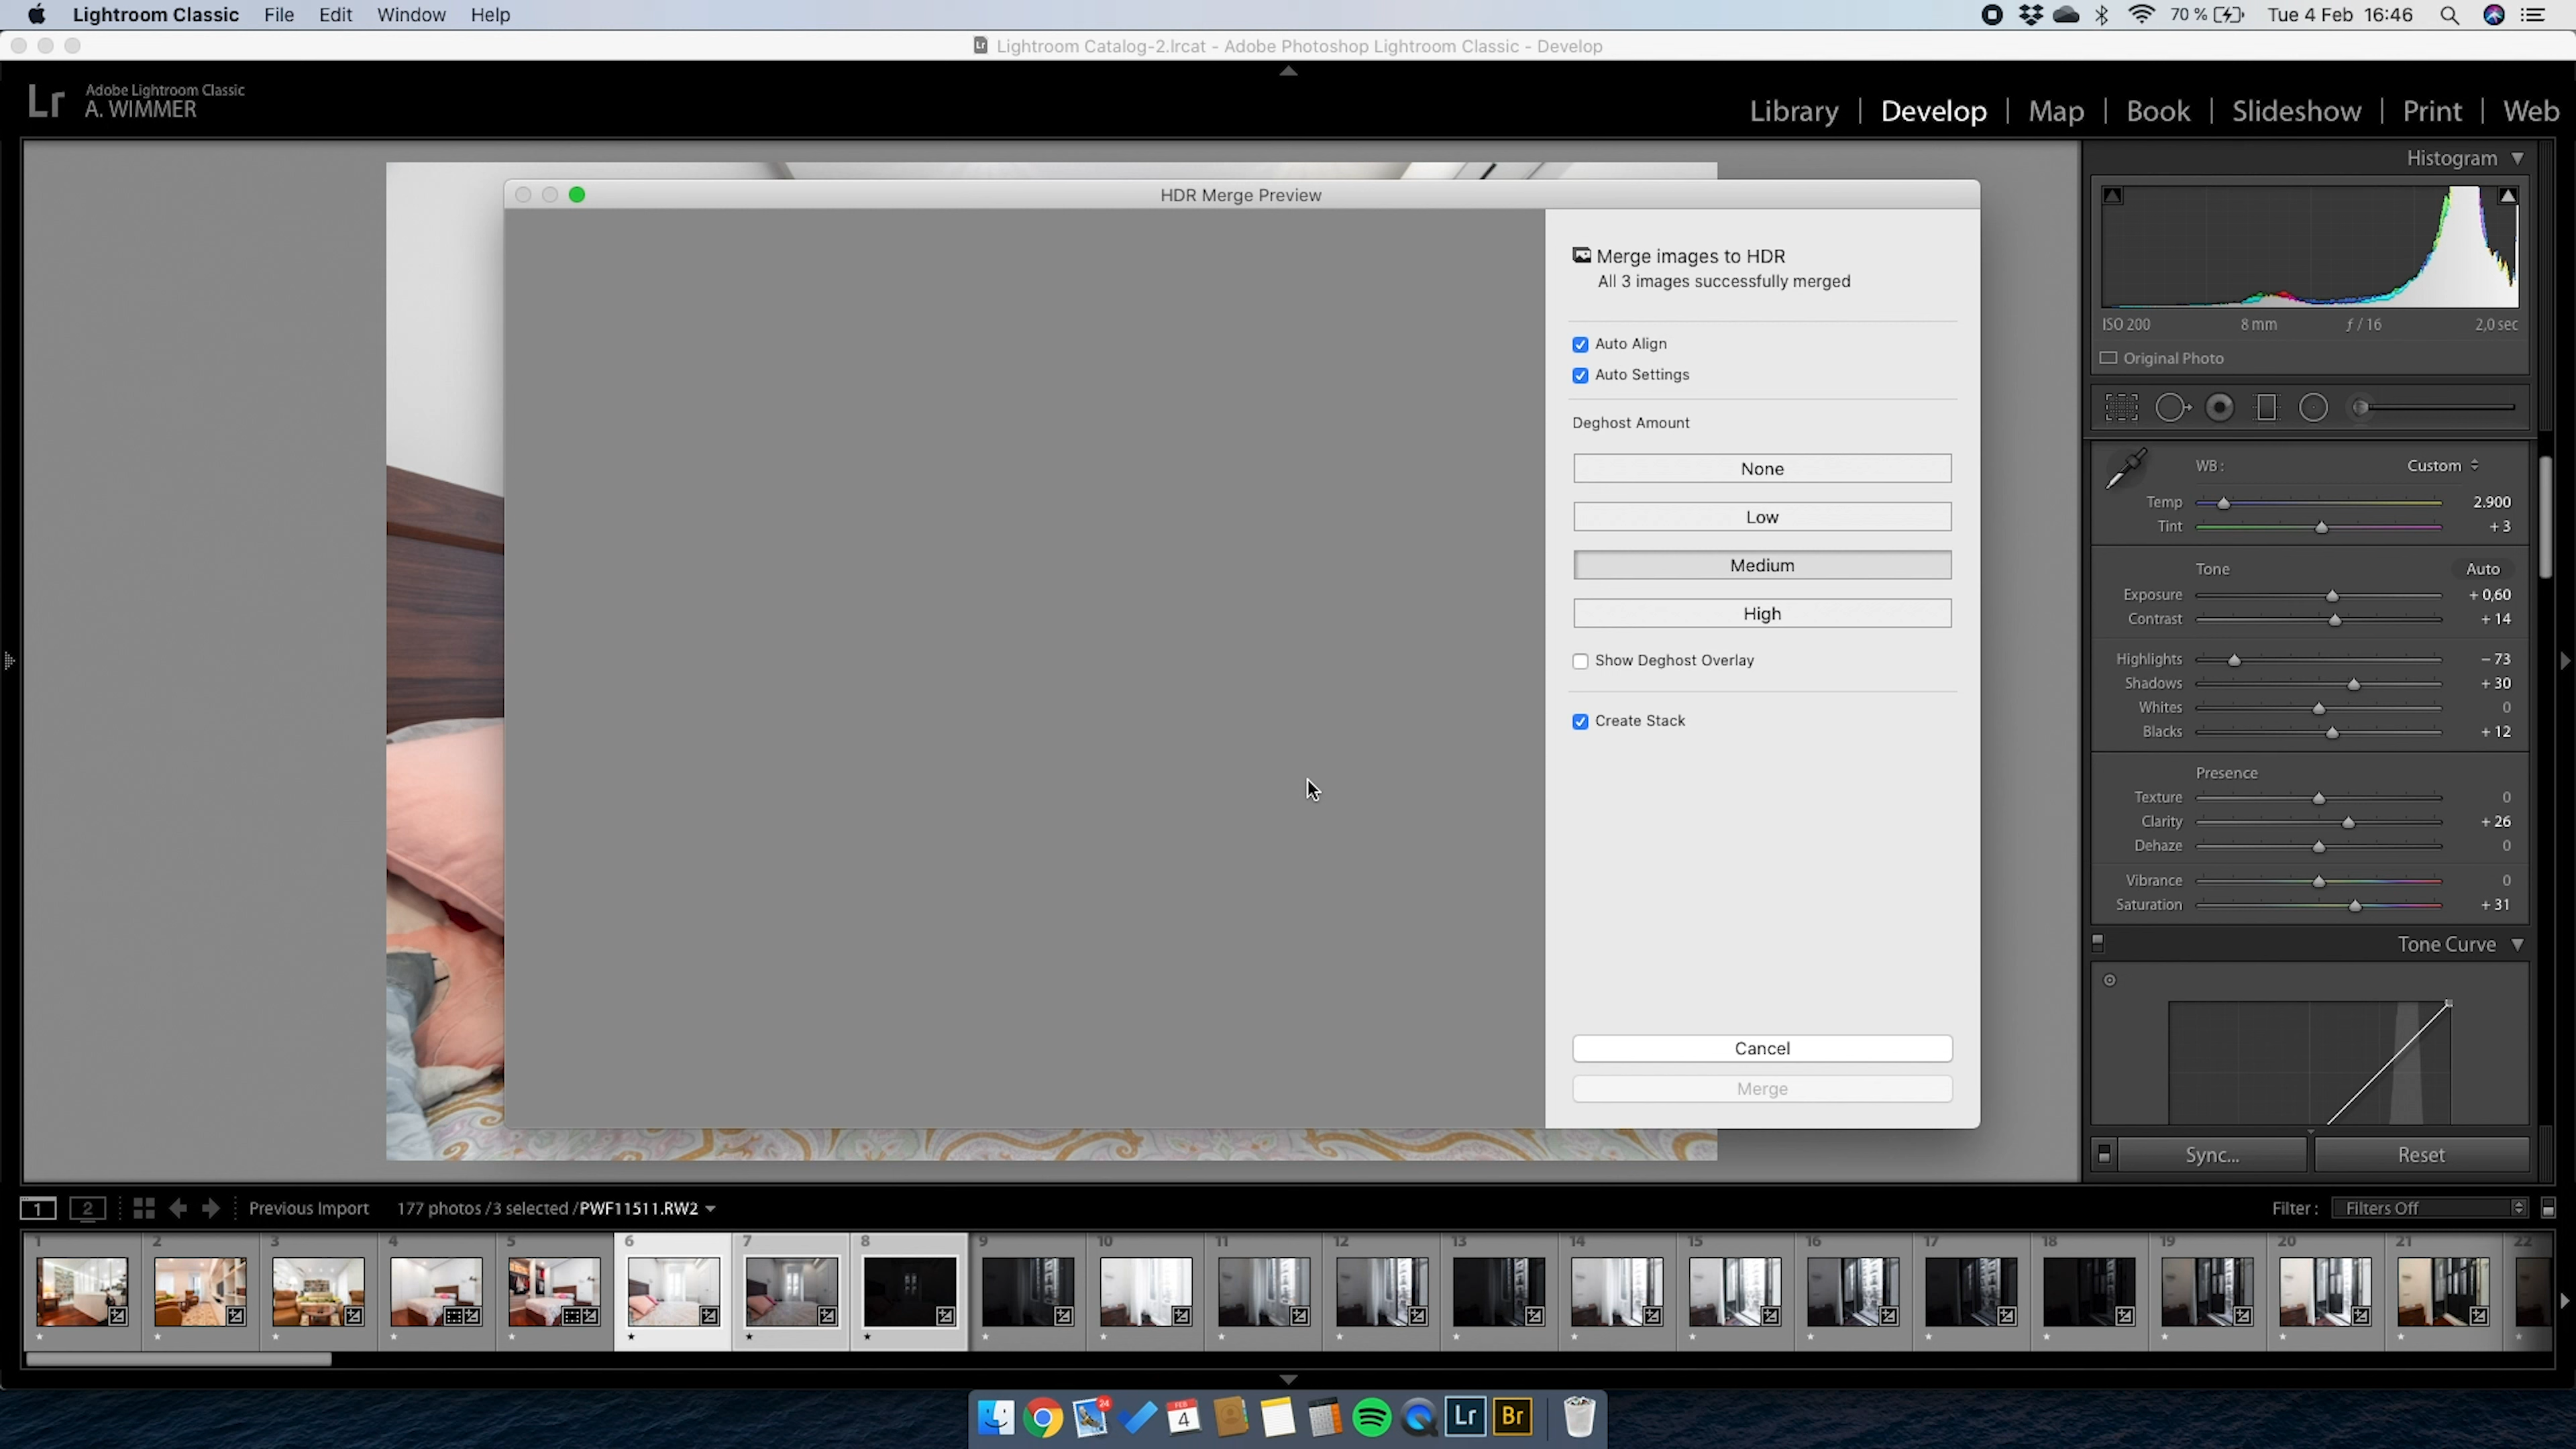 Lightroom Classic File Edit Window Help
70 % Tue 4 Feb 16:46
Lr Lightroom Catalog-2.lrcat - Adobe Photoshop Lightroom Classic - Develop
Lr Adobe Lightroom Classic
A. WIMMER
Library | Develop | Map | Book | Slideshow | Print | Web
HDR Merge Preview
Merge images to HDR
All 3 images successfully merged
Auto Align
Auto Settings
Deghost Amount
None
Low
Medium
High
Show Deghost Overlay
Create Stack
Cancel
Merge
Histogram
ISO 200 8 mm ƒ / 16 2,0 sec
Original Photo
WB : Custom
Temp 2.900
Tint + 3
Tone Auto
Exposure + 0,60
Contrast + 14
Highlights – 73
Shadows + 30
Whites 0
Blacks + 12
Presence
Texture 0
Clarity + 26
Dehaze 0
Vibrance 0
Saturation + 31
Tone Curve
Sync... Reset
1 2 Previous Import 177 photos / 3 selected / PWF11511.RW2 Filter : Filters Off
1 2 3 4 5 6 7 8 9 10 11 12 13 14 15 16 17 18 19 20 21 22
24 FEB 4 Lr Br